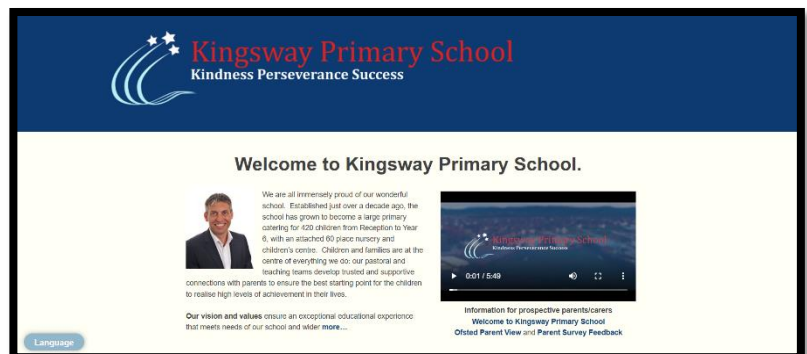 Kingsway Primary School
Kindness Perseverance Success
Welcome to Kingsway Primary School.
We are all immensely proud of our wonderful
school. Established just over a decade ago, the
school has grown to become a large primary
catering for 420 children from Reception to Year
6, with an attached 60 place nursery and
children's centre. Children and families are at the
centre of everything we do: our pastoral and
teaching teams develop trusted and supportive
connections with parents to ensure the best starting point for the children
to realise high levels of achievement in their lives.
Our vision and values ensure an exceptional educational experience
that meets needs of our school and wider more...
Kingsway Primary School
Kindness Perseverance Success
0:01 / 5:49
Information for prospective parents/carers
Welcome to Kingsway Primary School
Ofsted Parent View and Parent Survey Feedback
Language